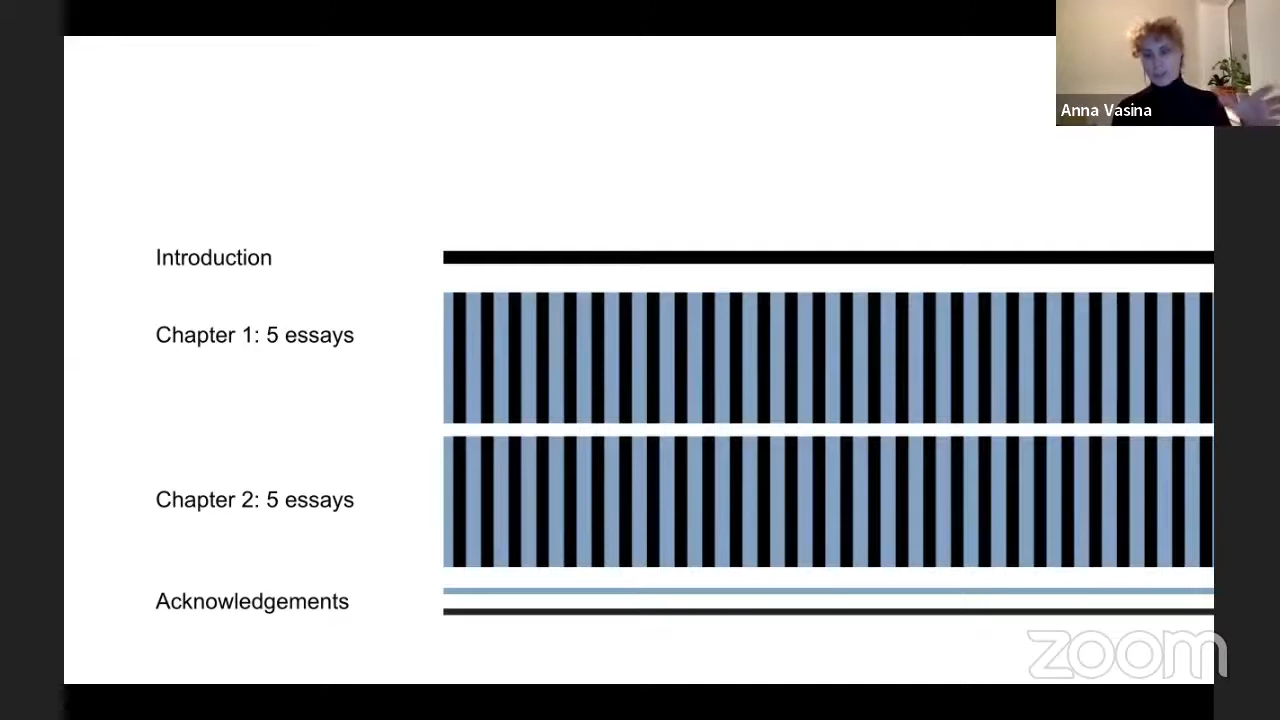 Anna Vasina
Introduction
Chapter 1: 5 essays
Chapter 2: 5 essays
Acknowledgements
zoom